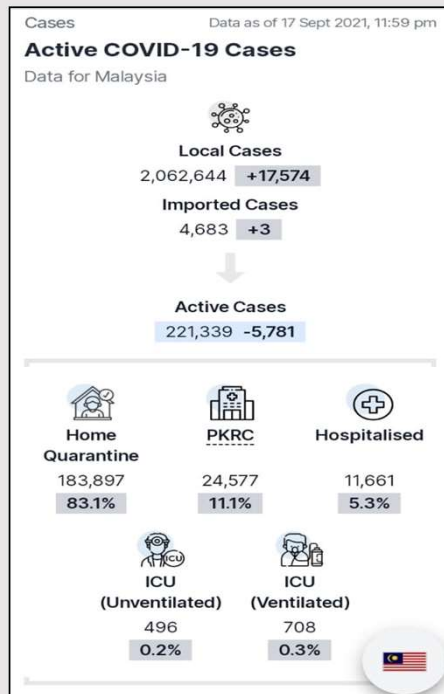 Cases Data as of 17 Sept 2021, 11:59 pm
Active COVID-19 Cases
Data for Malaysia
Local Cases
2,062,644 +17,574
Imported Cases
4,683 +3
Active Cases
221,339 -5,781
Home Quarantine
183,897
83.1%
PKRC
24,577
11.1%
Hospitalised
11,661
5.3%
ICU
ICU
(Unventilated)
496
0.2%
ICU
(Ventilated)
708
0.3%